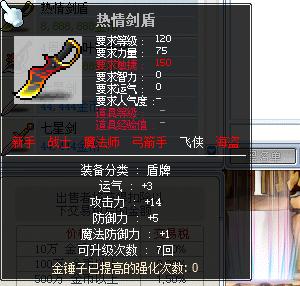 热情剑盾
热情剑盾
要求等级: 120
要求力量: 75
要求敏捷: 150
要求智力: 0
要求运气: 0
要求人气度: -
道具等级: -
道具经验值: -
新手 战士 魔法师 弓箭手 飞侠 海盗
七星剑
装备分类 : 盾牌
运气 : +3
攻击力 : +14
防御力 : +5
魔法防御力 : +1
可升级次数 : 7回
金锤子已提高的强化次数: 0